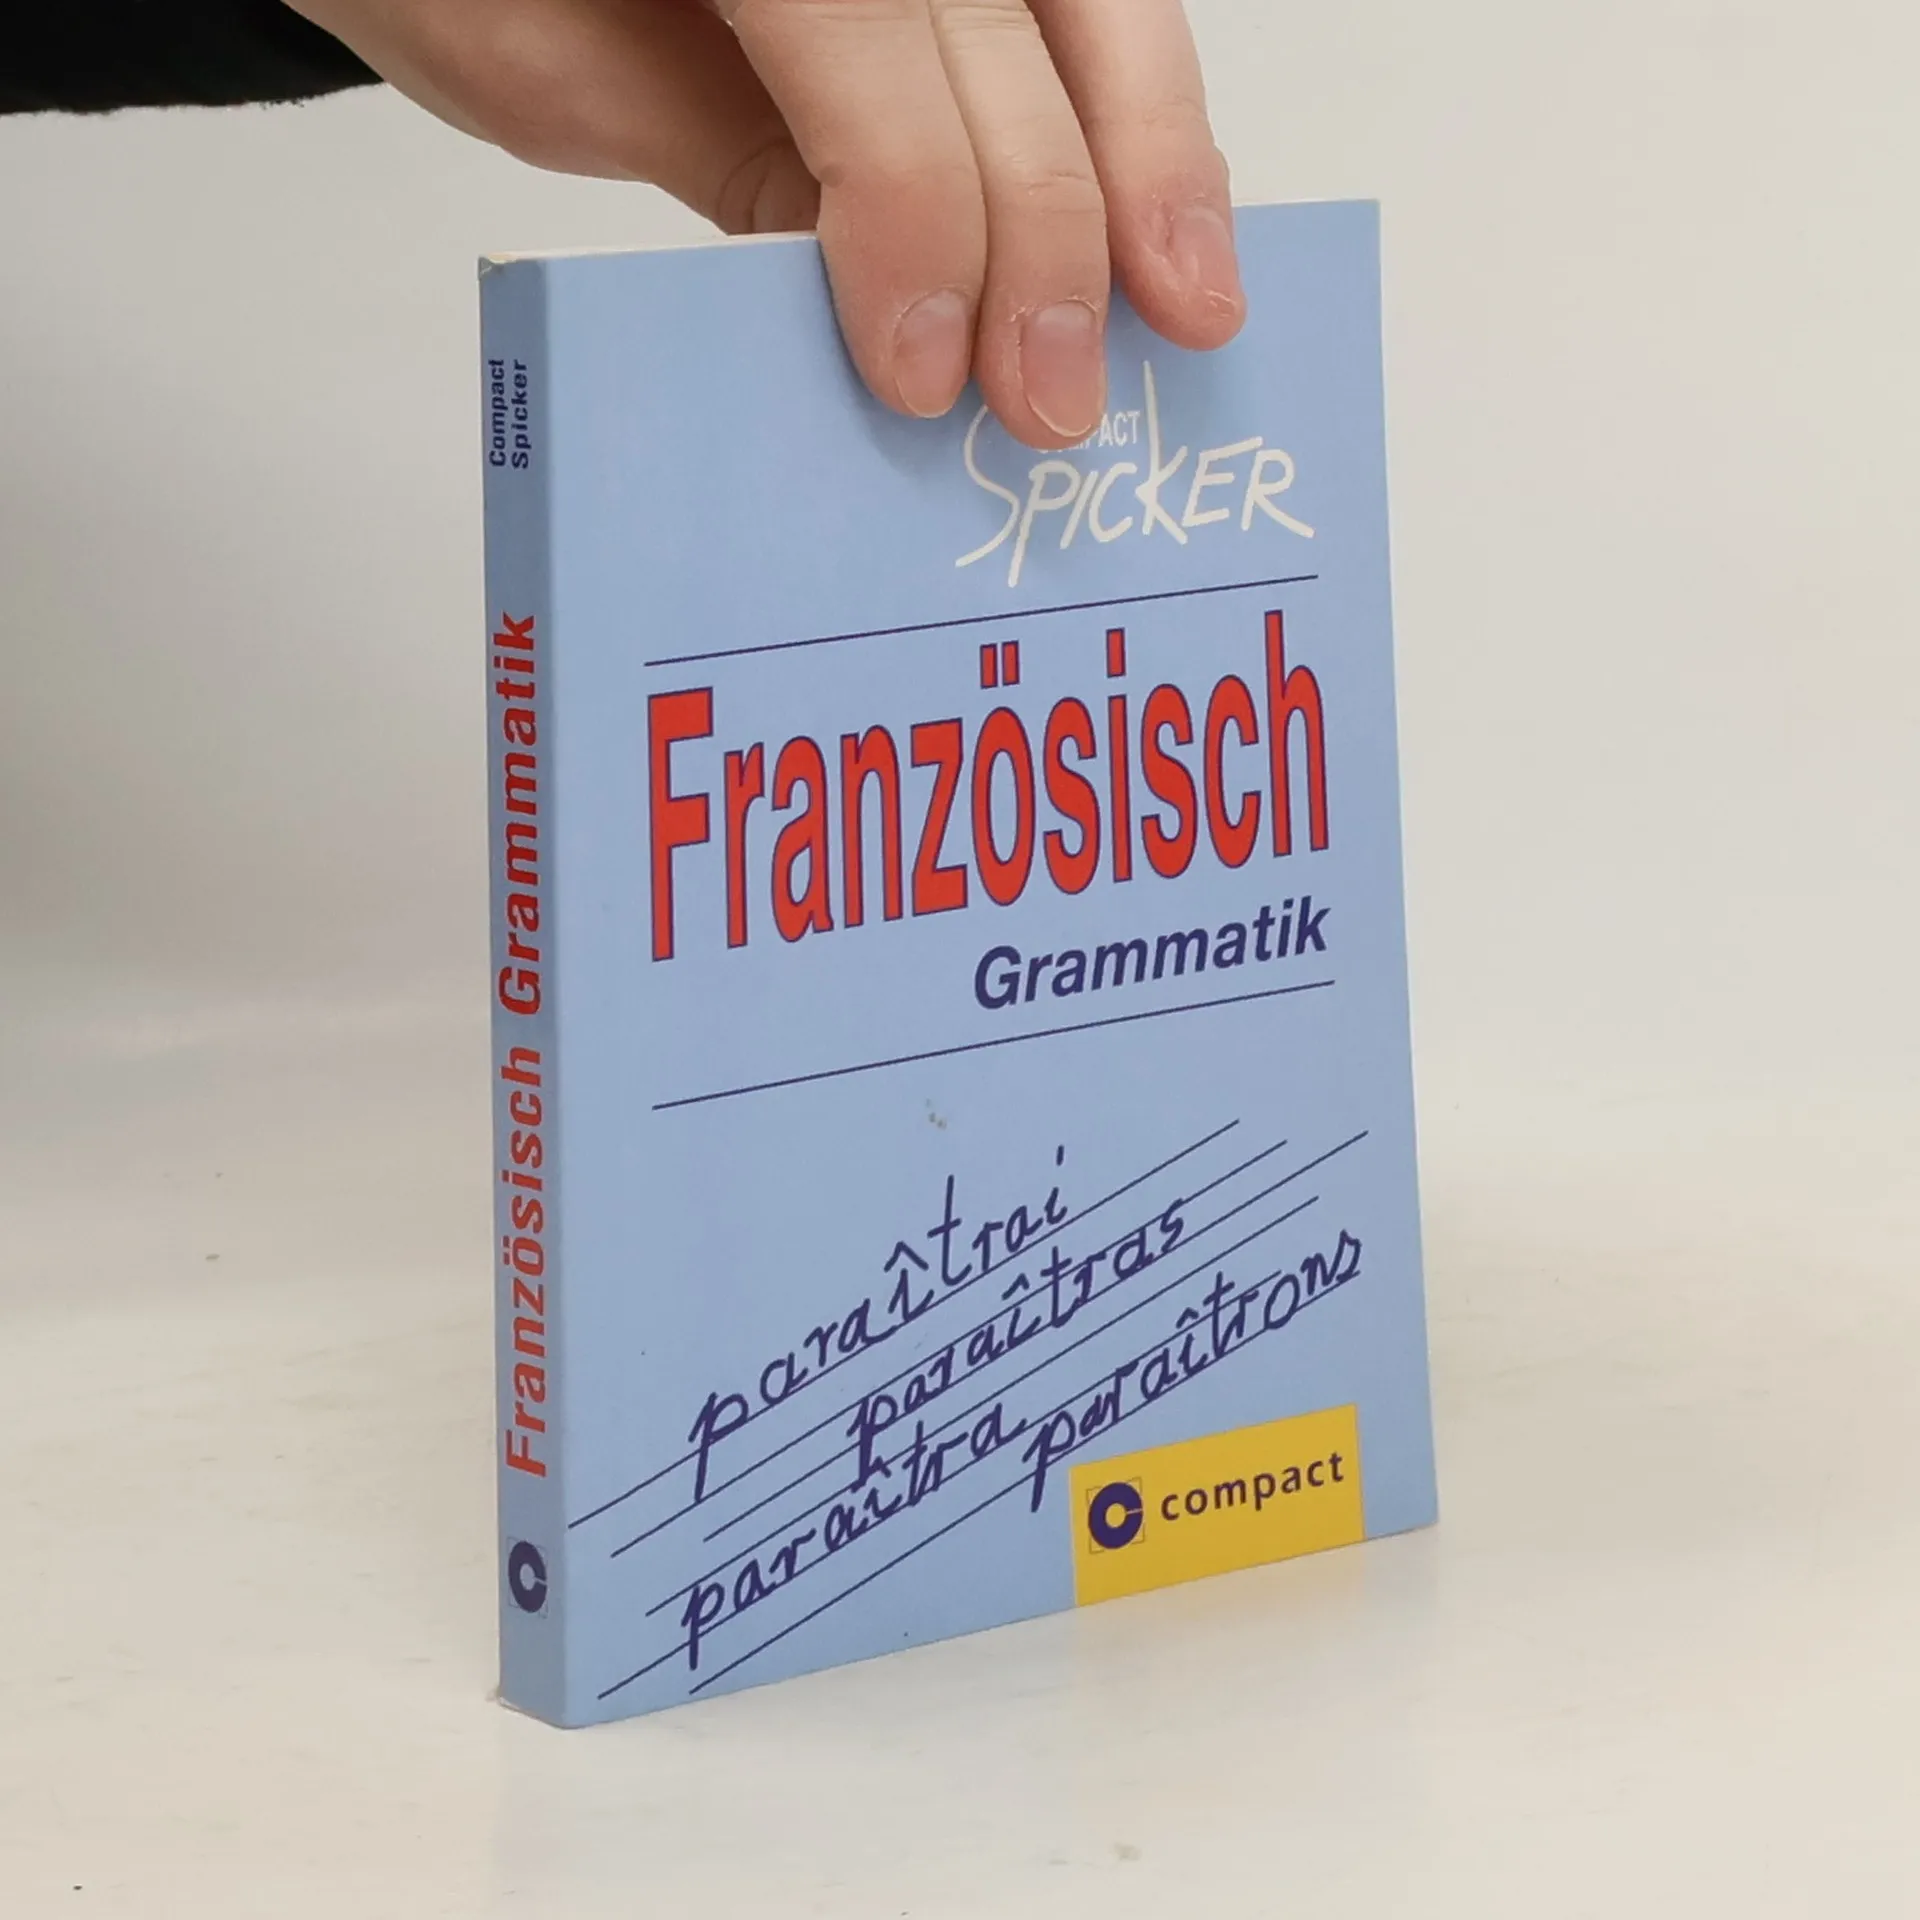 Compact
Spicker
Französisch Grammatik
SPICKER
Französisch
Grammatik
paraîtrai
paraîtras
paraîtra
paraîtrons
compact